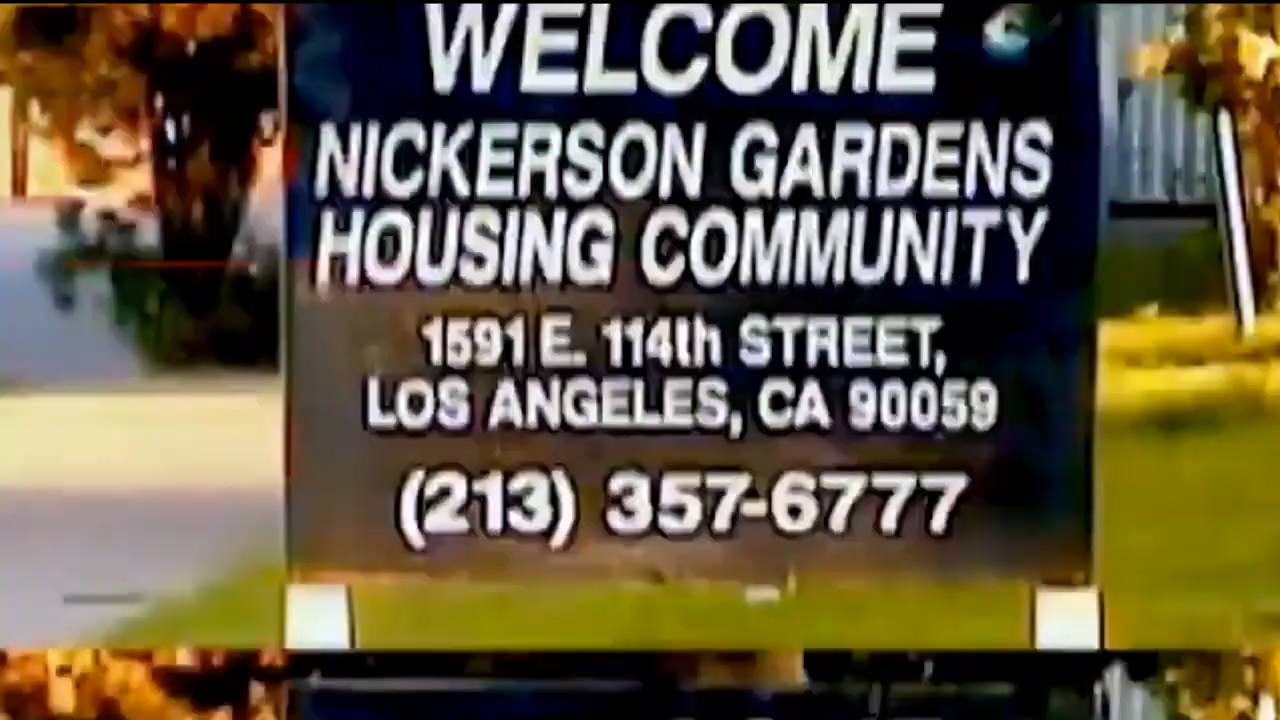 WELCOME
NICKERSON GARDENS
HOUSING COMMUNITY
1591 E. 114th STREET,
LOS ANGELES, CA 90059
(213) 357-6777